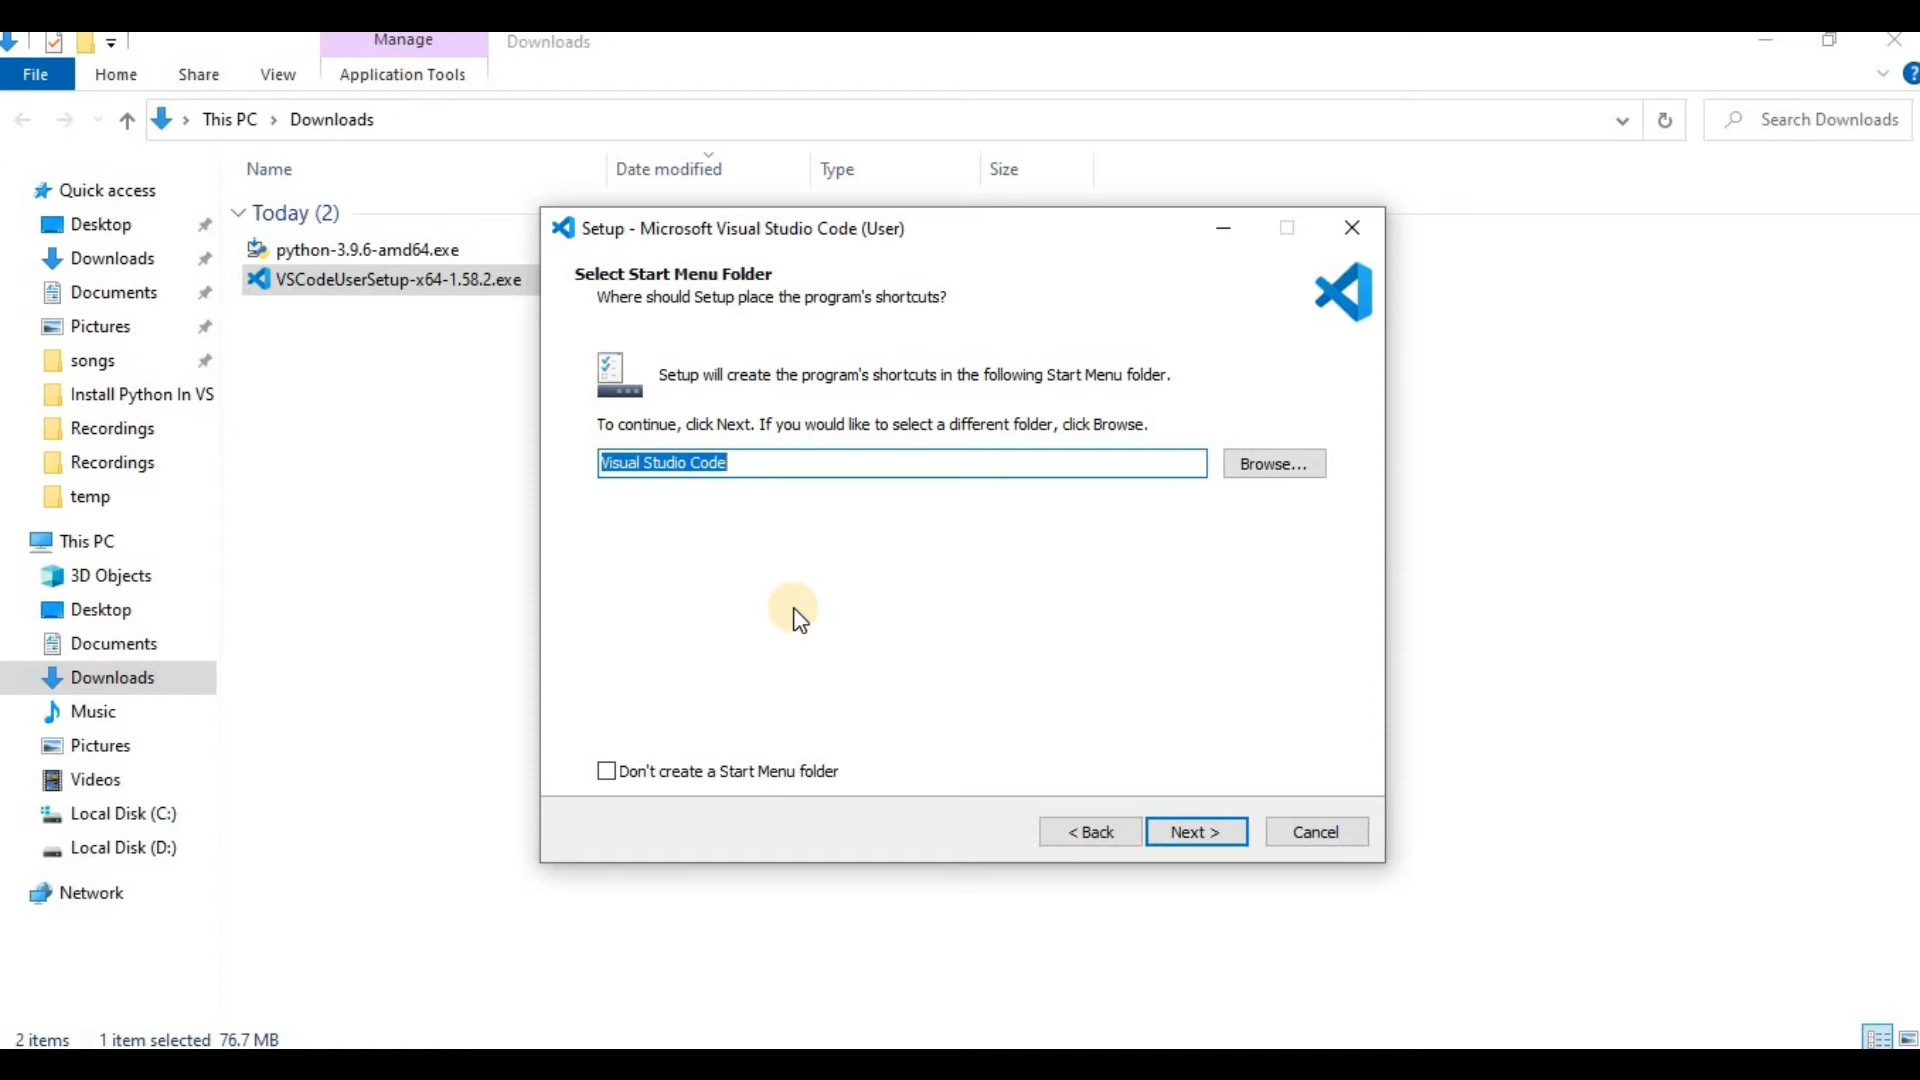 Manage
Downloads
File
Home
Share
View
Application Tools
This PC
Downloads
Search Downloads
Name
Date modified
Type
Size
Quick access
Desktop
Downloads
Documents
Pictures
songs
Install Python In VS
Recordings
Recordings
temp
This PC
3D Objects
Desktop
Documents
Downloads
Music
Pictures
Videos
Local Disk (C:)
Local Disk (D:)
Network
Today (2)
python-3.9.6-amd64.exe
VSCodeUserSetup-x64-1.58.2.exe
Setup - Microsoft Visual Studio Code (User)
Select Start Menu Folder
Where should Setup place the program's shortcuts?
Setup will create the program's shortcuts in the following Start Menu folder.
To continue, click Next. If you would like to select a different folder, click Browse.
Visual Studio Code
Browse...
Don't create a Start Menu folder
< Back
Next >
Cancel
2 items
1 item selected 76.7 MB